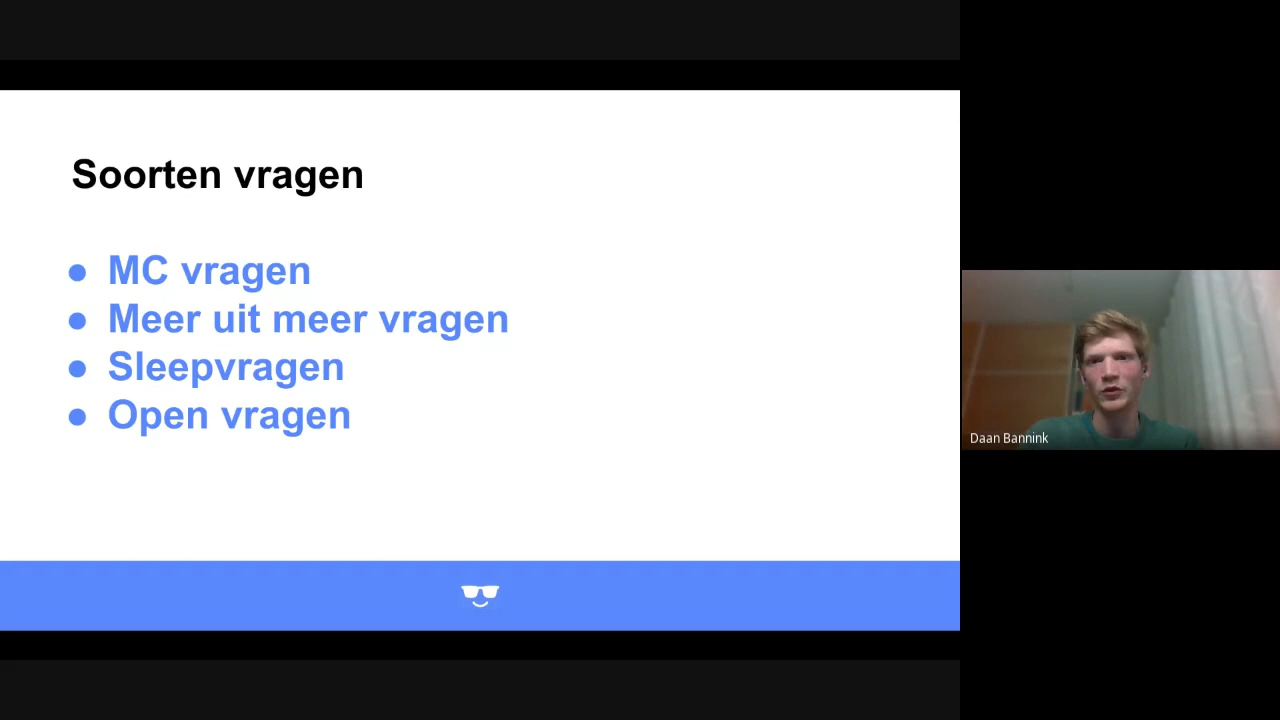 Soorten vragen
● MC vragen
● Meer uit meer vragen
● Sleepvragen
● Open vragen
Daan Bannink